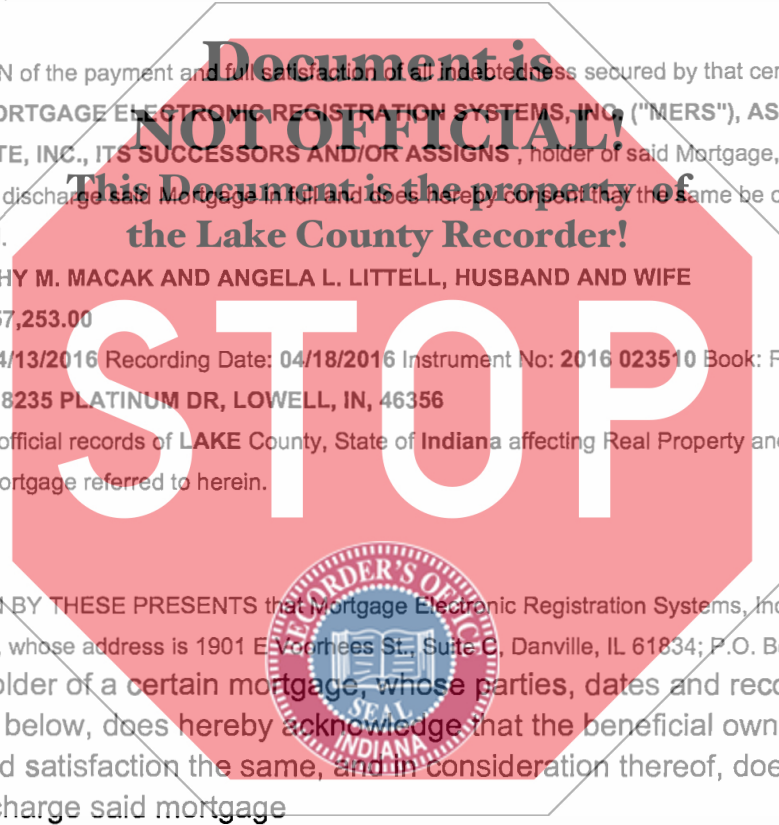 Document is
N of the payment and full satisfaction of all indebtedness secured by that cer
ORTGAGE ELECTRONIC REGISTRATION SYSTEMS, INC. ("MERS"), AS
NOT OFFICIAL!
TE, INC., ITS SUCCESSORS AND/OR ASSIGNS , holder of said Mortgage,
This Document is the property of
discharge said Mortgage in full and does hereby consent that the same be c
the Lake County Recorder!
HY M. MACAK AND ANGELA L. LITTELL, HUSBAND AND WIFE
57,253.00
4/13/2016 Recording Date: 04/18/2016 Instrument No: 2016 023510 Book:
8235 PLATINUM DR, LOWELL, IN, 46356
official records of LAKE County, State of Indiana affecting Real Property and
ortgage referred to herein.
STOP
N BY THESE PRESENTS that Mortgage Electronic Registration Systems, Inc
, whose address is 1901 E Voorhees St., Suite C, Danville, IL 61834; P.O. B
older of a certain mortgage, whose parties, dates and reco
below, does hereby acknowledge that the beneficial own
d satisfaction the same, and in consideration thereof, doe
charge said mortgage
RECORDER'S OFFICE
SEAL
INDIANA